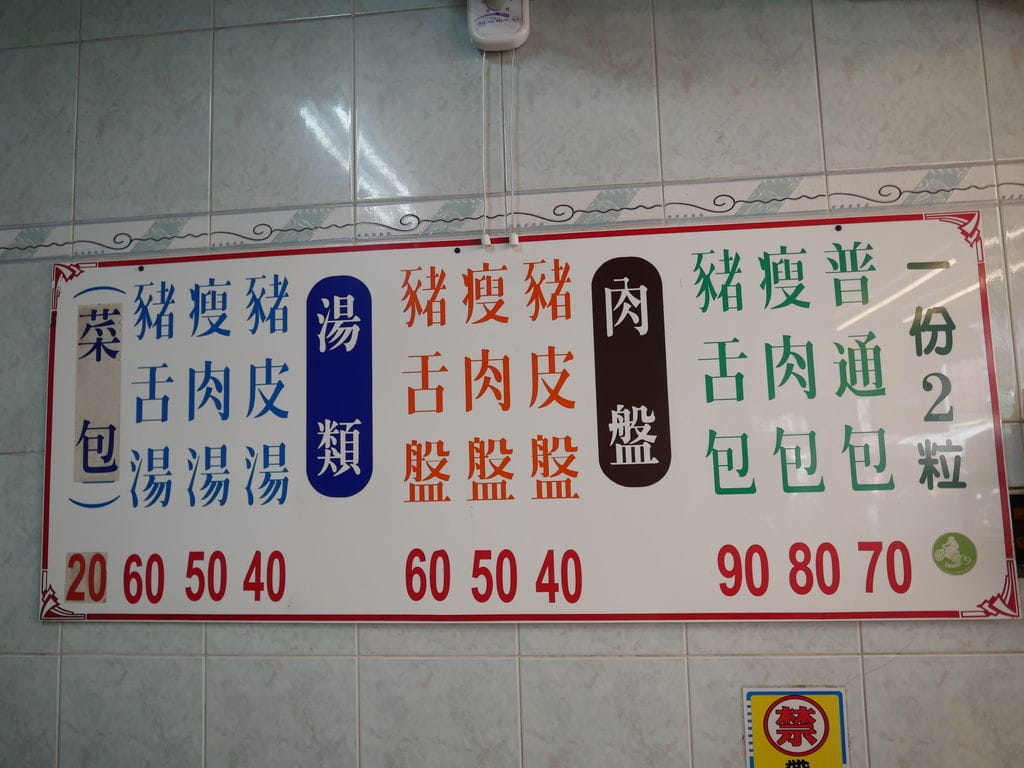 一份2粒
普通包 70
瘦肉包 80
豬舌包 90
肉盤
豬皮盤 40
瘦肉盤 50
豬舌盤 60
湯類
豬皮湯 40
瘦肉湯 50
豬舌湯 60
（菜包） 20
禁